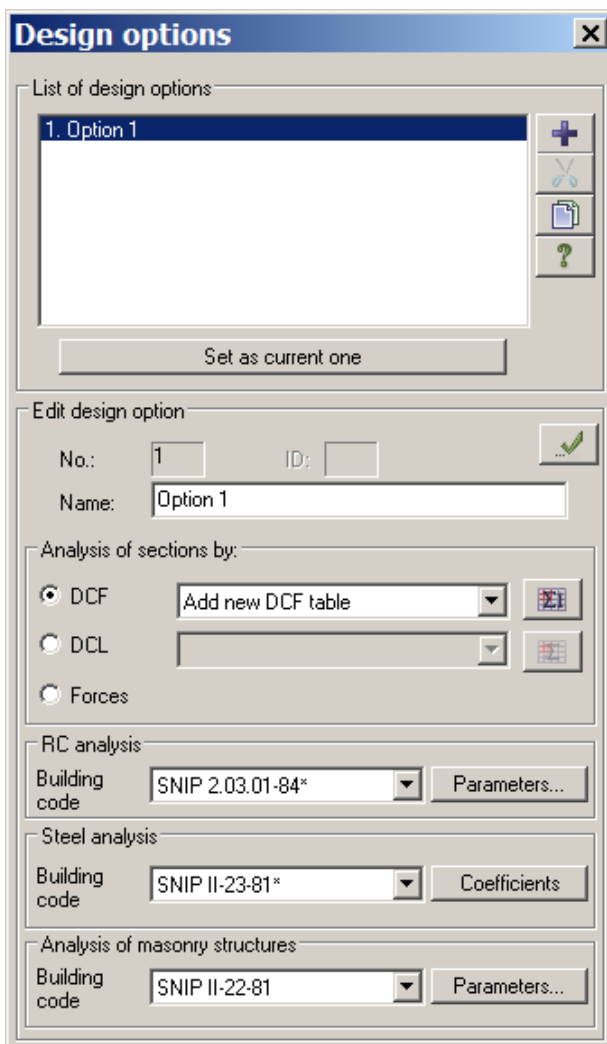 Design options
List of design options
1. Option 1
Set as current one
Edit design option
No.: 1 ID:
Name: Option 1
Analysis of sections by:
DCF Add new DCF table
DCL
Forces
RC analysis
Building code SNIP 2.03.01-84* Parameters...
Steel analysis
Building code SNIP II-23-81* Coefficients
Analysis of masonry structures
Building code SNIP II-22-81 Parameters...